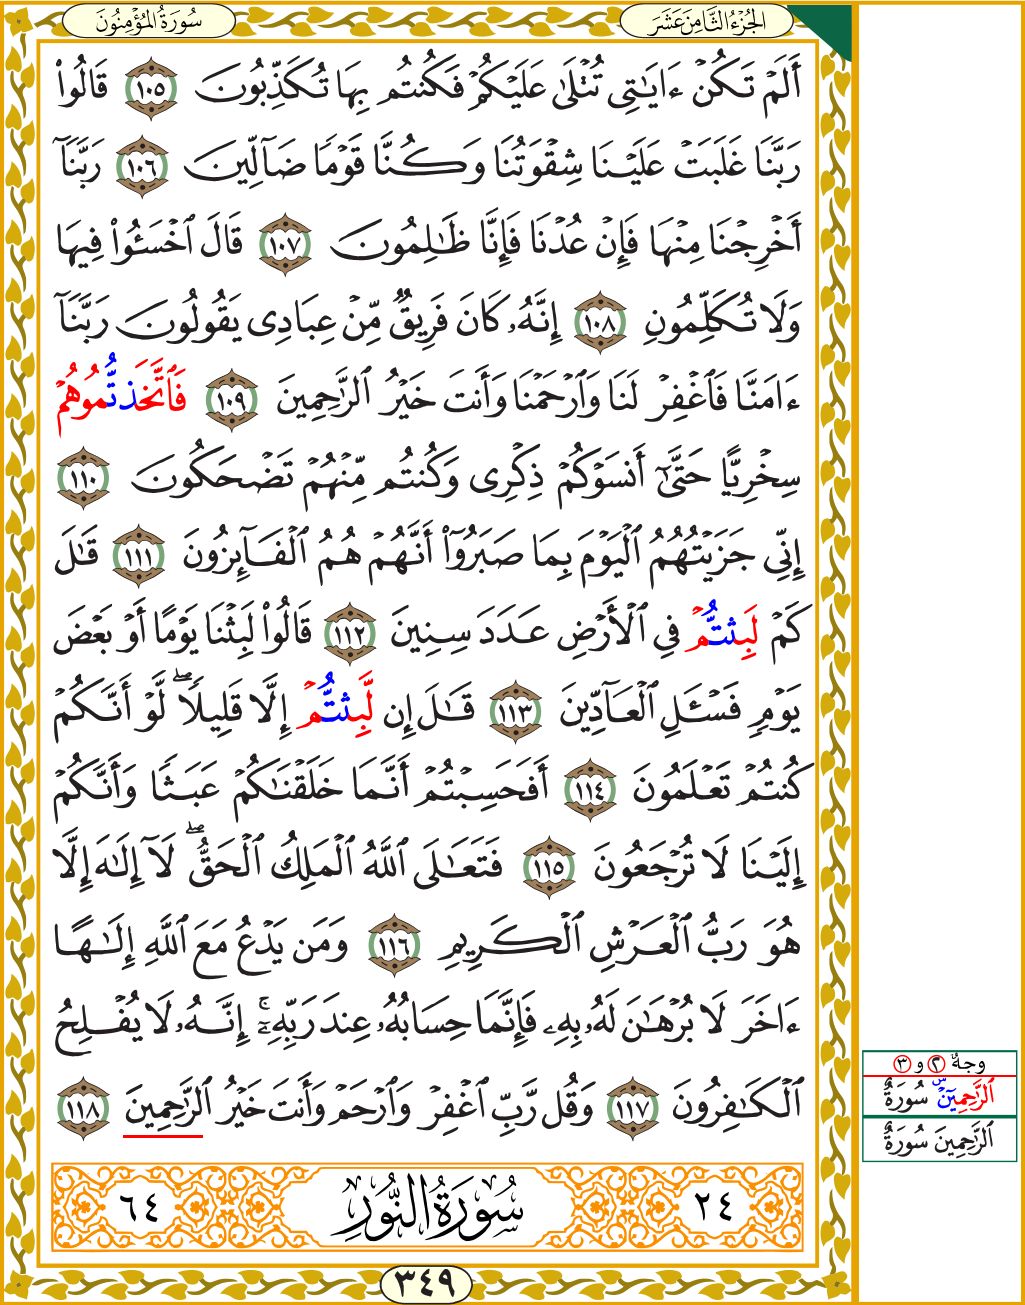 سُورَةُ المُؤْمِنُونَ
الجُزْءُ الثَّامِنَ عَشَرَ
أَلَمْ تَكُنْ ءَايَٰتِى تُتْلَىٰ عَلَيْكُمْ فَكُنتُم بِهَا تُكَذِّبُونَ ١٠٥ قَالُوا۟
رَبَّنَا غَلَبَتْ عَلَيْنَا شِقْوَتُنَا وَكُنَّا قَوْمًا ضَآلِّينَ ١٠٦ رَبَّنَآ
أَخْرِجْنَا مِنْهَا فَإِنْ عُدْنَا فَإِنَّا ظَٰلِمُونَ ١٠٧ قَالَ ٱخْسَـُٔوا۟ فِيهَا
وَلَا تُكَلِّمُونِ ١٠٨ إِنَّهُۥ كَانَ فَرِيقٌ مِّنْ عِبَادِى يَقُولُونَ رَبَّنَآ
ءَامَنَّا فَٱغْفِرْ لَنَا وَٱرْحَمْنَا وَأَنتَ خَيْرُ ٱلرَّٰحِمِينَ ١٠٩ فَٱتَّخَذتُّمُوهُمْ
سِخْرِيًّا حَتَّىٰٓ أَنسَوْكُمْ ذِكْرِى وَكُنتُم مِّنْهُمْ تَضْحَكُونَ ١١٠
إِنِّى جَزَيْتُهُمُ ٱلْيَوْمَ بِمَا صَبَرُوٓا۟ أَنَّهُمْ هُمُ ٱلْفَآئِزُونَ ١١١ قَٰلَ
كَمْ لَبِثتُّمْ فِى ٱلْأَرْضِ عَدَدَ سِنِينَ ١١٢ قَالُوا۟ لَبِثْنَا يَوْمًا أَوْ بَعْضَ
يَوْمٍ فَسْـَٔلِ ٱلْعَآدِّينَ ١١٣ قَٰلَ إِن لَّبِثتُّمْ إِلَّا قَلِيلًا ۖ لَّوْ أَنَّكُمْ
كُنتُمْ تَعْلَمُونَ ١١٤ أَفَحَسِبْتُمْ أَنَّمَا خَلَقْنَٰكُمْ عَبَثًا وَأَنَّكُمْ
إِلَيْنَا لَا تُرْجَعُونَ ١١٥ فَتَعَٰلَى ٱللَّهُ ٱلْمَلِكُ ٱلْحَقُّ ۖ لَآ إِلَٰهَ إِلَّا
هُوَ رَبُّ ٱلْعَرْشِ ٱلْكَرِيمِ ١١٦ وَمَن يَدْعُ مَعَ ٱللَّهِ إِلَٰهًا
ءَاخَرَ لَا بُرْهَٰنَ لَهُۥ بِهِۦ فَإِنَّمَا حِسَابُهُۥ عِندَ رَبِّهِۦٓ ۚ إِنَّهُۥ لَا يُفْلِحُ
ٱلْكَٰفِرُونَ ١١٧ وَقُل رَّبِّ ٱغْفِرْ وَٱرْحَمْ وَأَنتَ خَيْرُ ٱلرَّٰحِمِينَ ١١٨
٢٤ سُورَةُ النُّورِ ٦٤
٣٤٩
وجهٌ ٢ و ٣
ٱلرَّٰحِمِينَ ۜ سُورَةٌ
ٱلرَّٰحِمِينَ سُورَةٌ